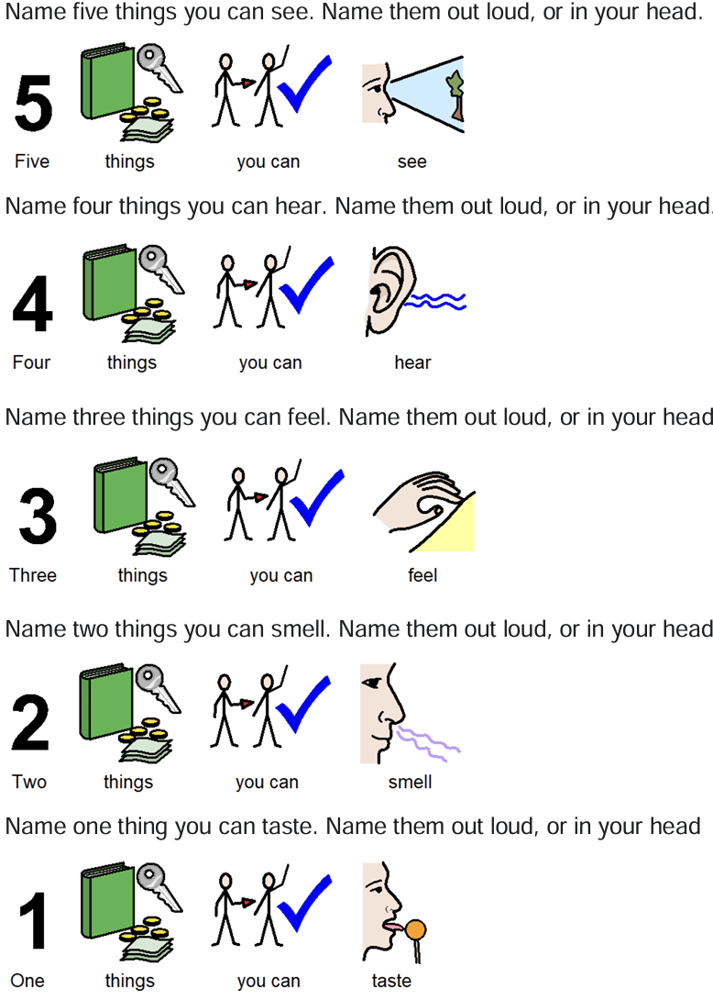 Name five things you can see. Name them out loud, or in your head.
5
Five things you can see
Name four things you can hear. Name them out loud, or in your head.
4
Four things you can hear
Name three things you can feel. Name them out loud, or in your head
3
Three things you can feel
Name two things you can smell. Name them out loud, or in your head
2
Two things you can smell
Name one thing you can taste. Name them out loud, or in your head
1
One things you can taste